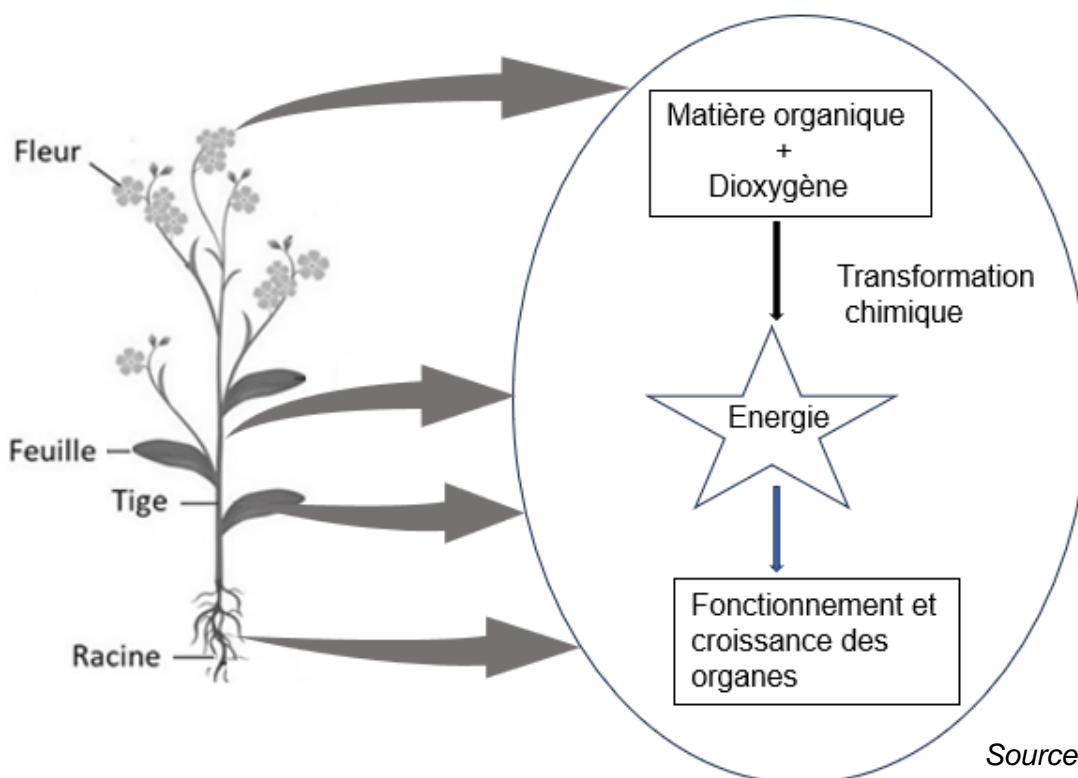 Fleur
Feuille
Tige
Racine
Matière organique
+
Dioxygène
Transformation
chimique
Energie
Fonctionnement et
croissance des
organes
Source